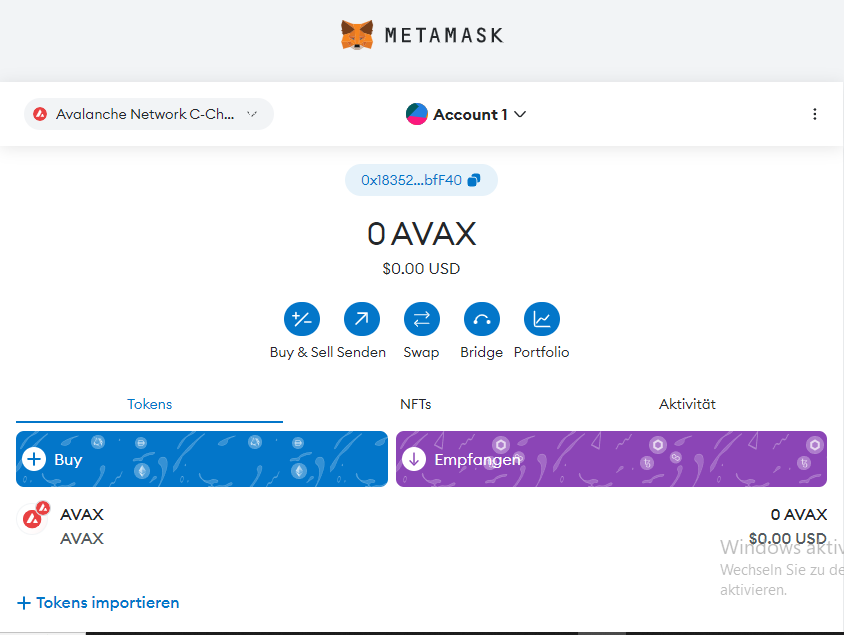 METAMASK
Avalanche Network C-Ch...
Account 1
0x18352...bfF40
0 AVAX
$0.00 USD
Buy & Sell Senden Swap Bridge Portfolio
Tokens NFTs Aktivität
Buy Empfangen
AVAX 0 AVAX
AVAX $0.00 USD
Windows aktiv
Wechseln Sie zu de
aktivieren.
Tokens importieren